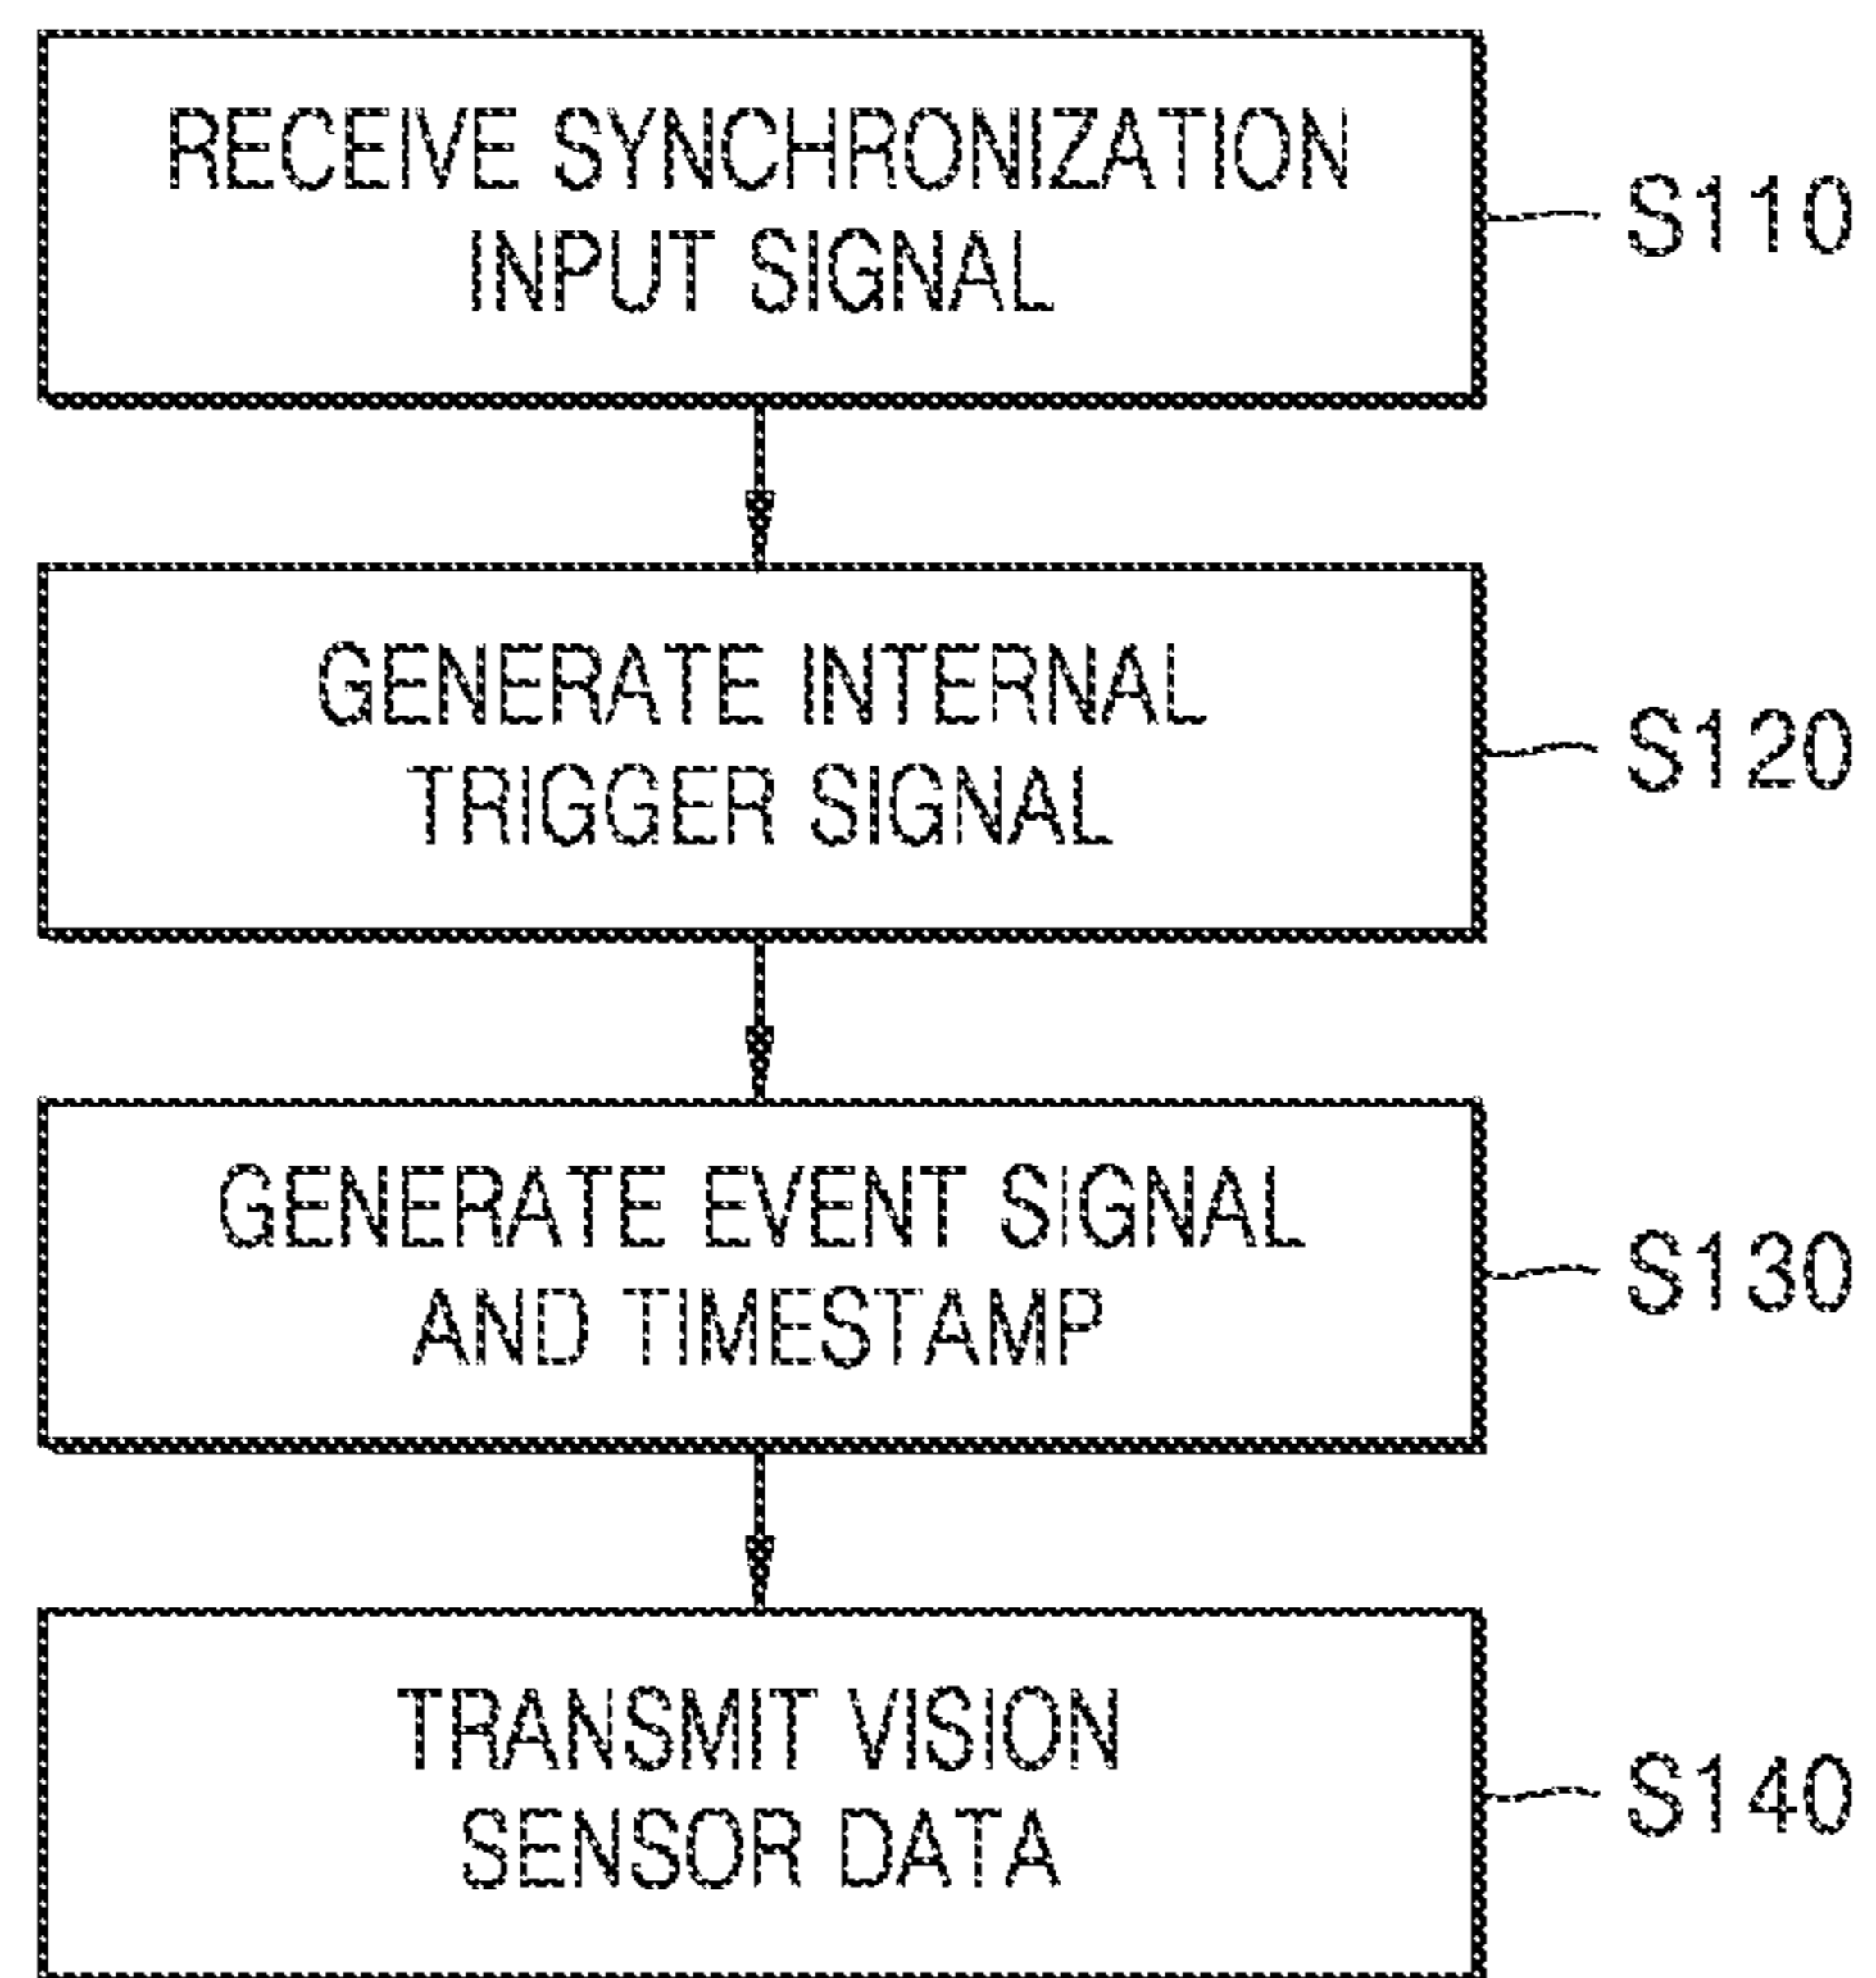 RECEIVE SYNCHRONIZATION
INPUT SIGNAL
S110
GENERATE INTERNAL
TRIGGER SIGNAL
S120
GENERATE EVENT SIGNAL
AND TIMESTAMP
S130
TRANSMIT VISION
SENSOR DATA
S140